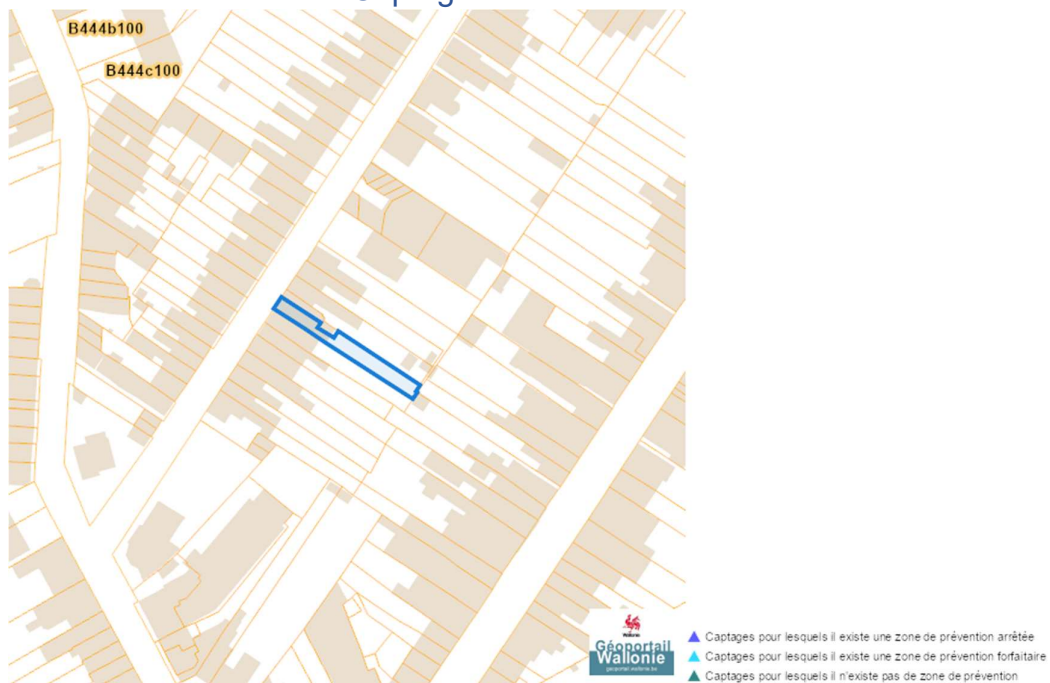 B444b100
B444c100
Wallonie
Géoportail
Wallonie
geoportail.wallonie.be
Captages pour lesquels il existe une zone de prévention arrêtée
Captages pour lesquels il existe une zone de prévention forfaitaire
Captages pour lesquels il n'existe pas de zone de prévention